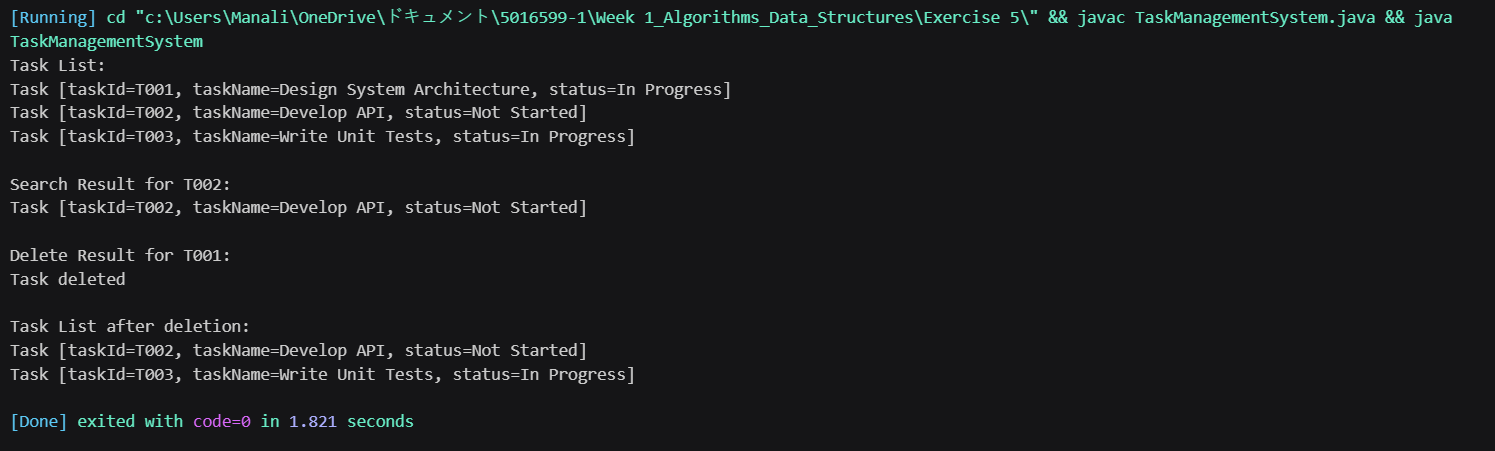 [Running] cd "c:\Users\Manali\OneDrive\ドキュメント\5016599-1\Week 1_Algorithms_Data_Structures\Exercise 5\" && javac TaskManagementSystem.java && java
TaskManagementSystem
Task List:
Task [taskId=T001, taskName=Design System Architecture, status=In Progress]
Task [taskId=T002, taskName=Develop API, status=Not Started]
Task [taskId=T003, taskName=Write Unit Tests, status=In Progress]

Search Result for T002:
Task [taskId=T002, taskName=Develop API, status=Not Started]

Delete Result for T001:
Task deleted

Task List after deletion:
Task [taskId=T002, taskName=Develop API, status=Not Started]
Task [taskId=T003, taskName=Write Unit Tests, status=In Progress]

[Done] exited with code=0 in 1.821 seconds